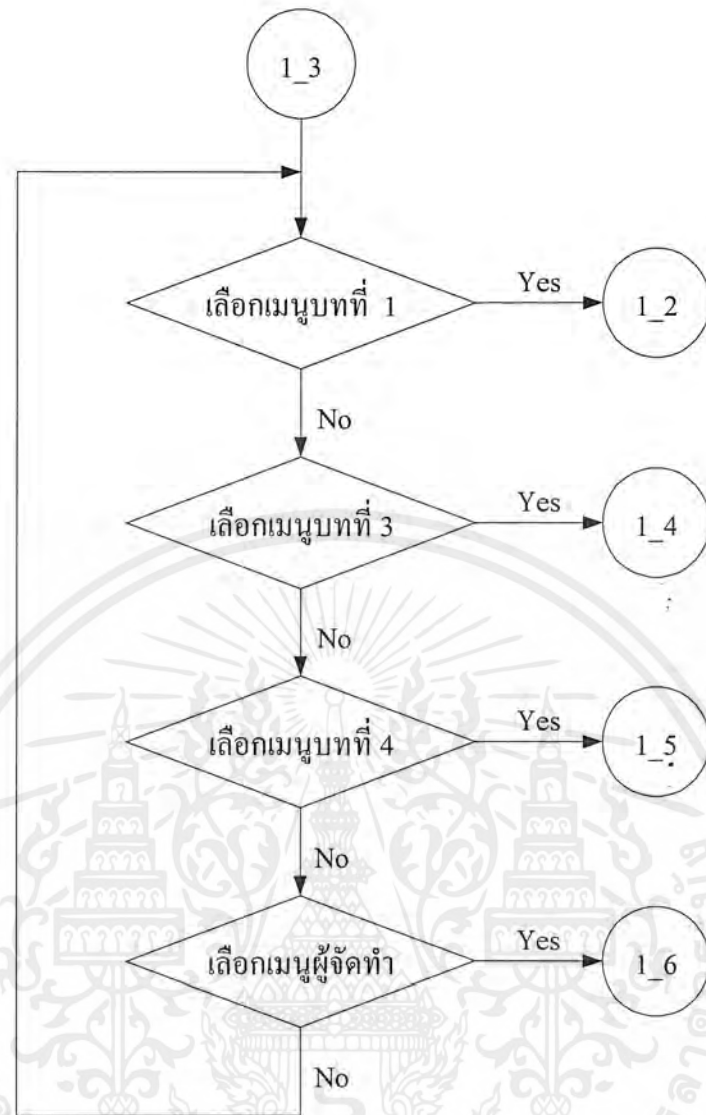 1_3
เลือกเมนูบทที่ 1
Yes
1_2
No
เลือกเมนูบทที่ 3
Yes
1_4
No
เลือกเมนูบทที่ 4
Yes
1_5
No
เลือกเมนูผู้จัดทำ
Yes
1_6
No